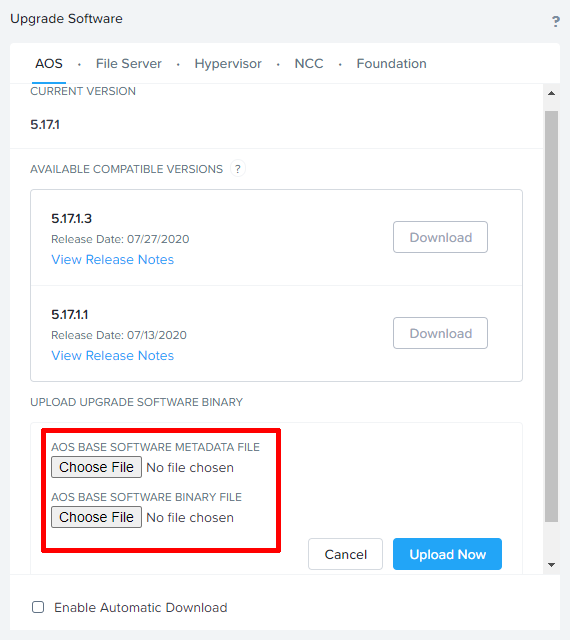 Upgrade Software
?
AOS · File Server · Hypervisor · NCC · Foundation
CURRENT VERSION
5.17.1
AVAILABLE COMPATIBLE VERSIONS ?
5.17.1.3
Release Date: 07/27/2020
View Release Notes
Download
5.17.1.1
Release Date: 07/13/2020
View Release Notes
Download
UPLOAD UPGRADE SOFTWARE BINARY
AOS BASE SOFTWARE METADATA FILE
Choose File No file chosen
AOS BASE SOFTWARE BINARY FILE
Choose File No file chosen
Cancel Upload Now
Enable Automatic Download